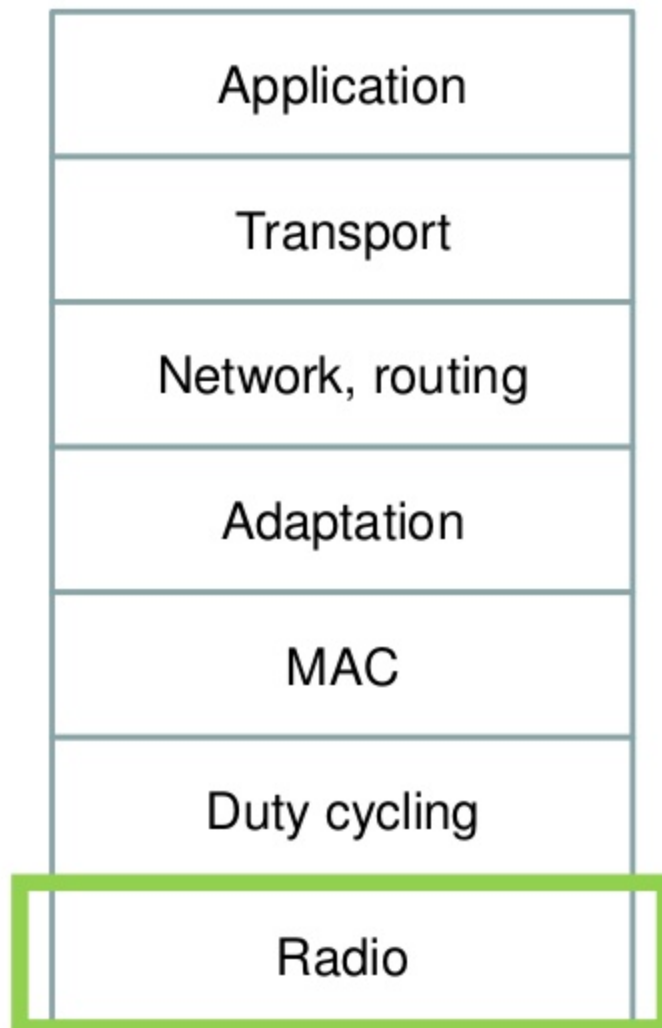 Application
Transport
Network, routing
Adaptation
MAC
Duty cycling
Radio